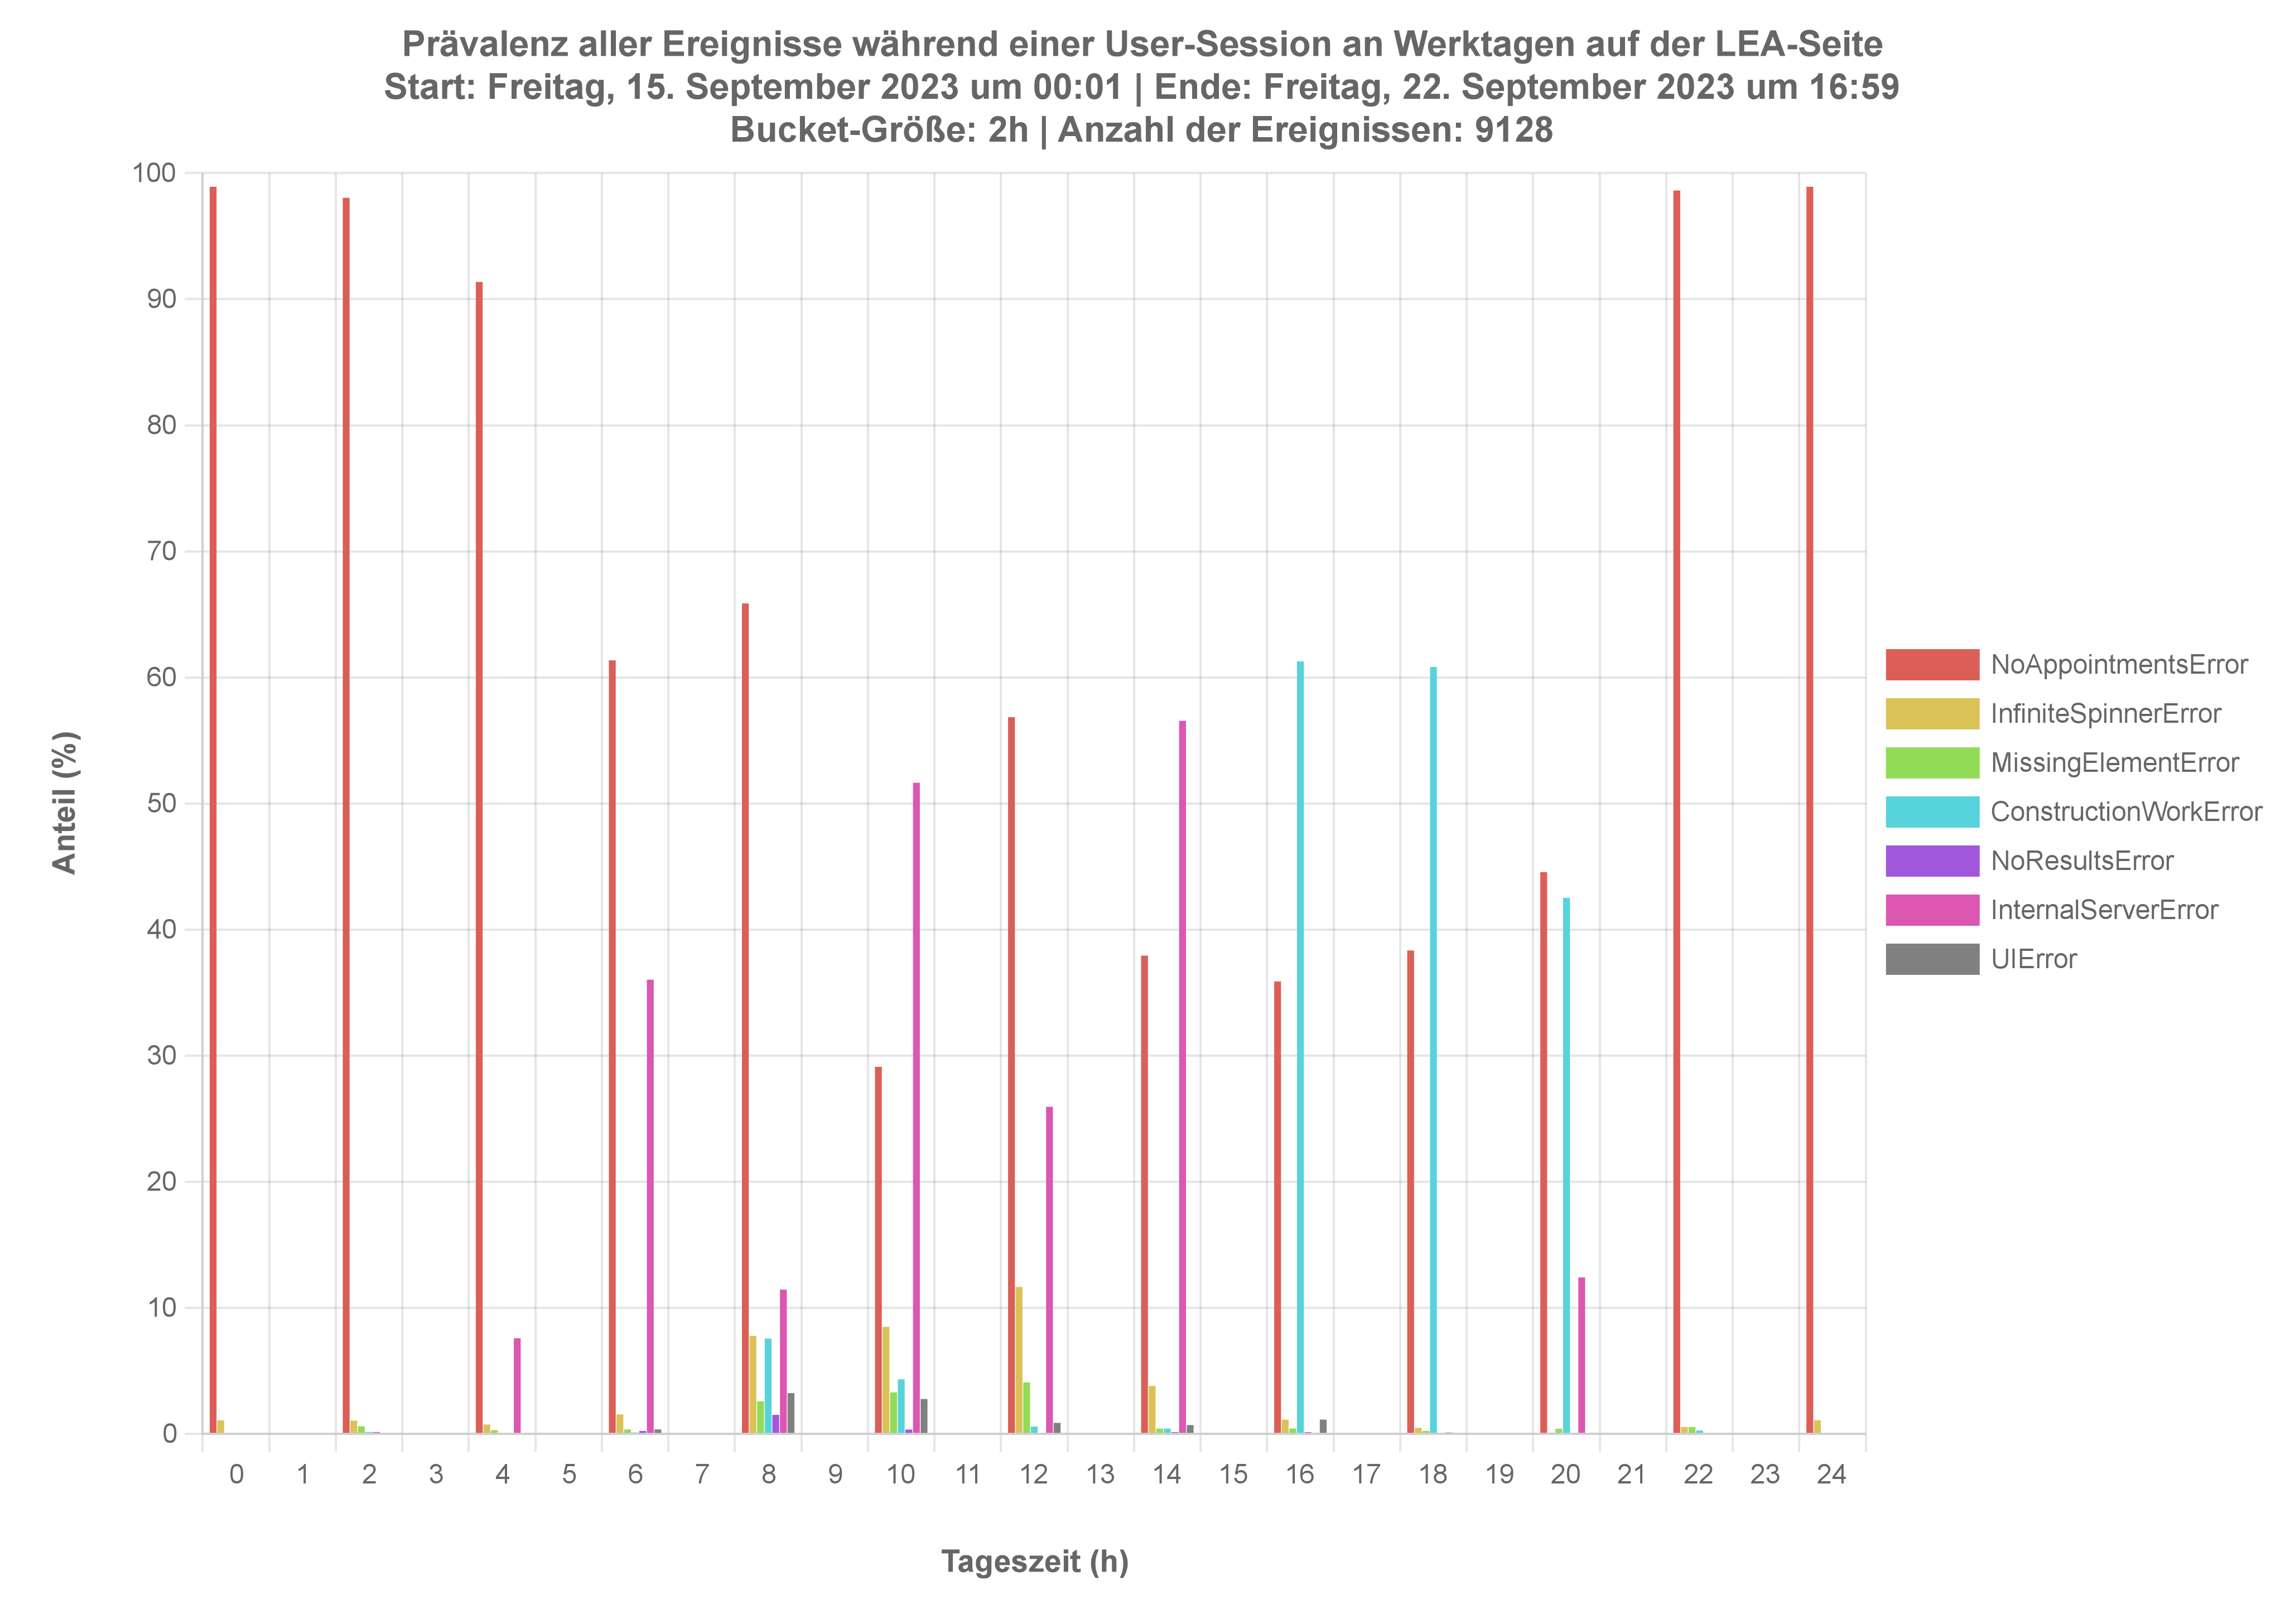 Prävalenz aller Ereignisse während einer User-Session an Werktagen auf der LEA-Seite
Start: Freitag, 15. September 2023 um 00:01 | Ende: Freitag, 22. September 2023 um 16:59
Bucket-Größe: 2h | Anzahl der Ereignissen: 9128
100
90
80
70
60
50
40
30
20
10
0
Anteil (%)
0 1 2 3 4 5 6 7 8 9 10 11 12 13 14 15 16 17 18 19 20 21 22 23 24
Tageszeit (h)
NoAppointmentsError
InfiniteSpinnerError
MissingElementError
ConstructionWorkError
NoResultsError
InternalServerError
UIError